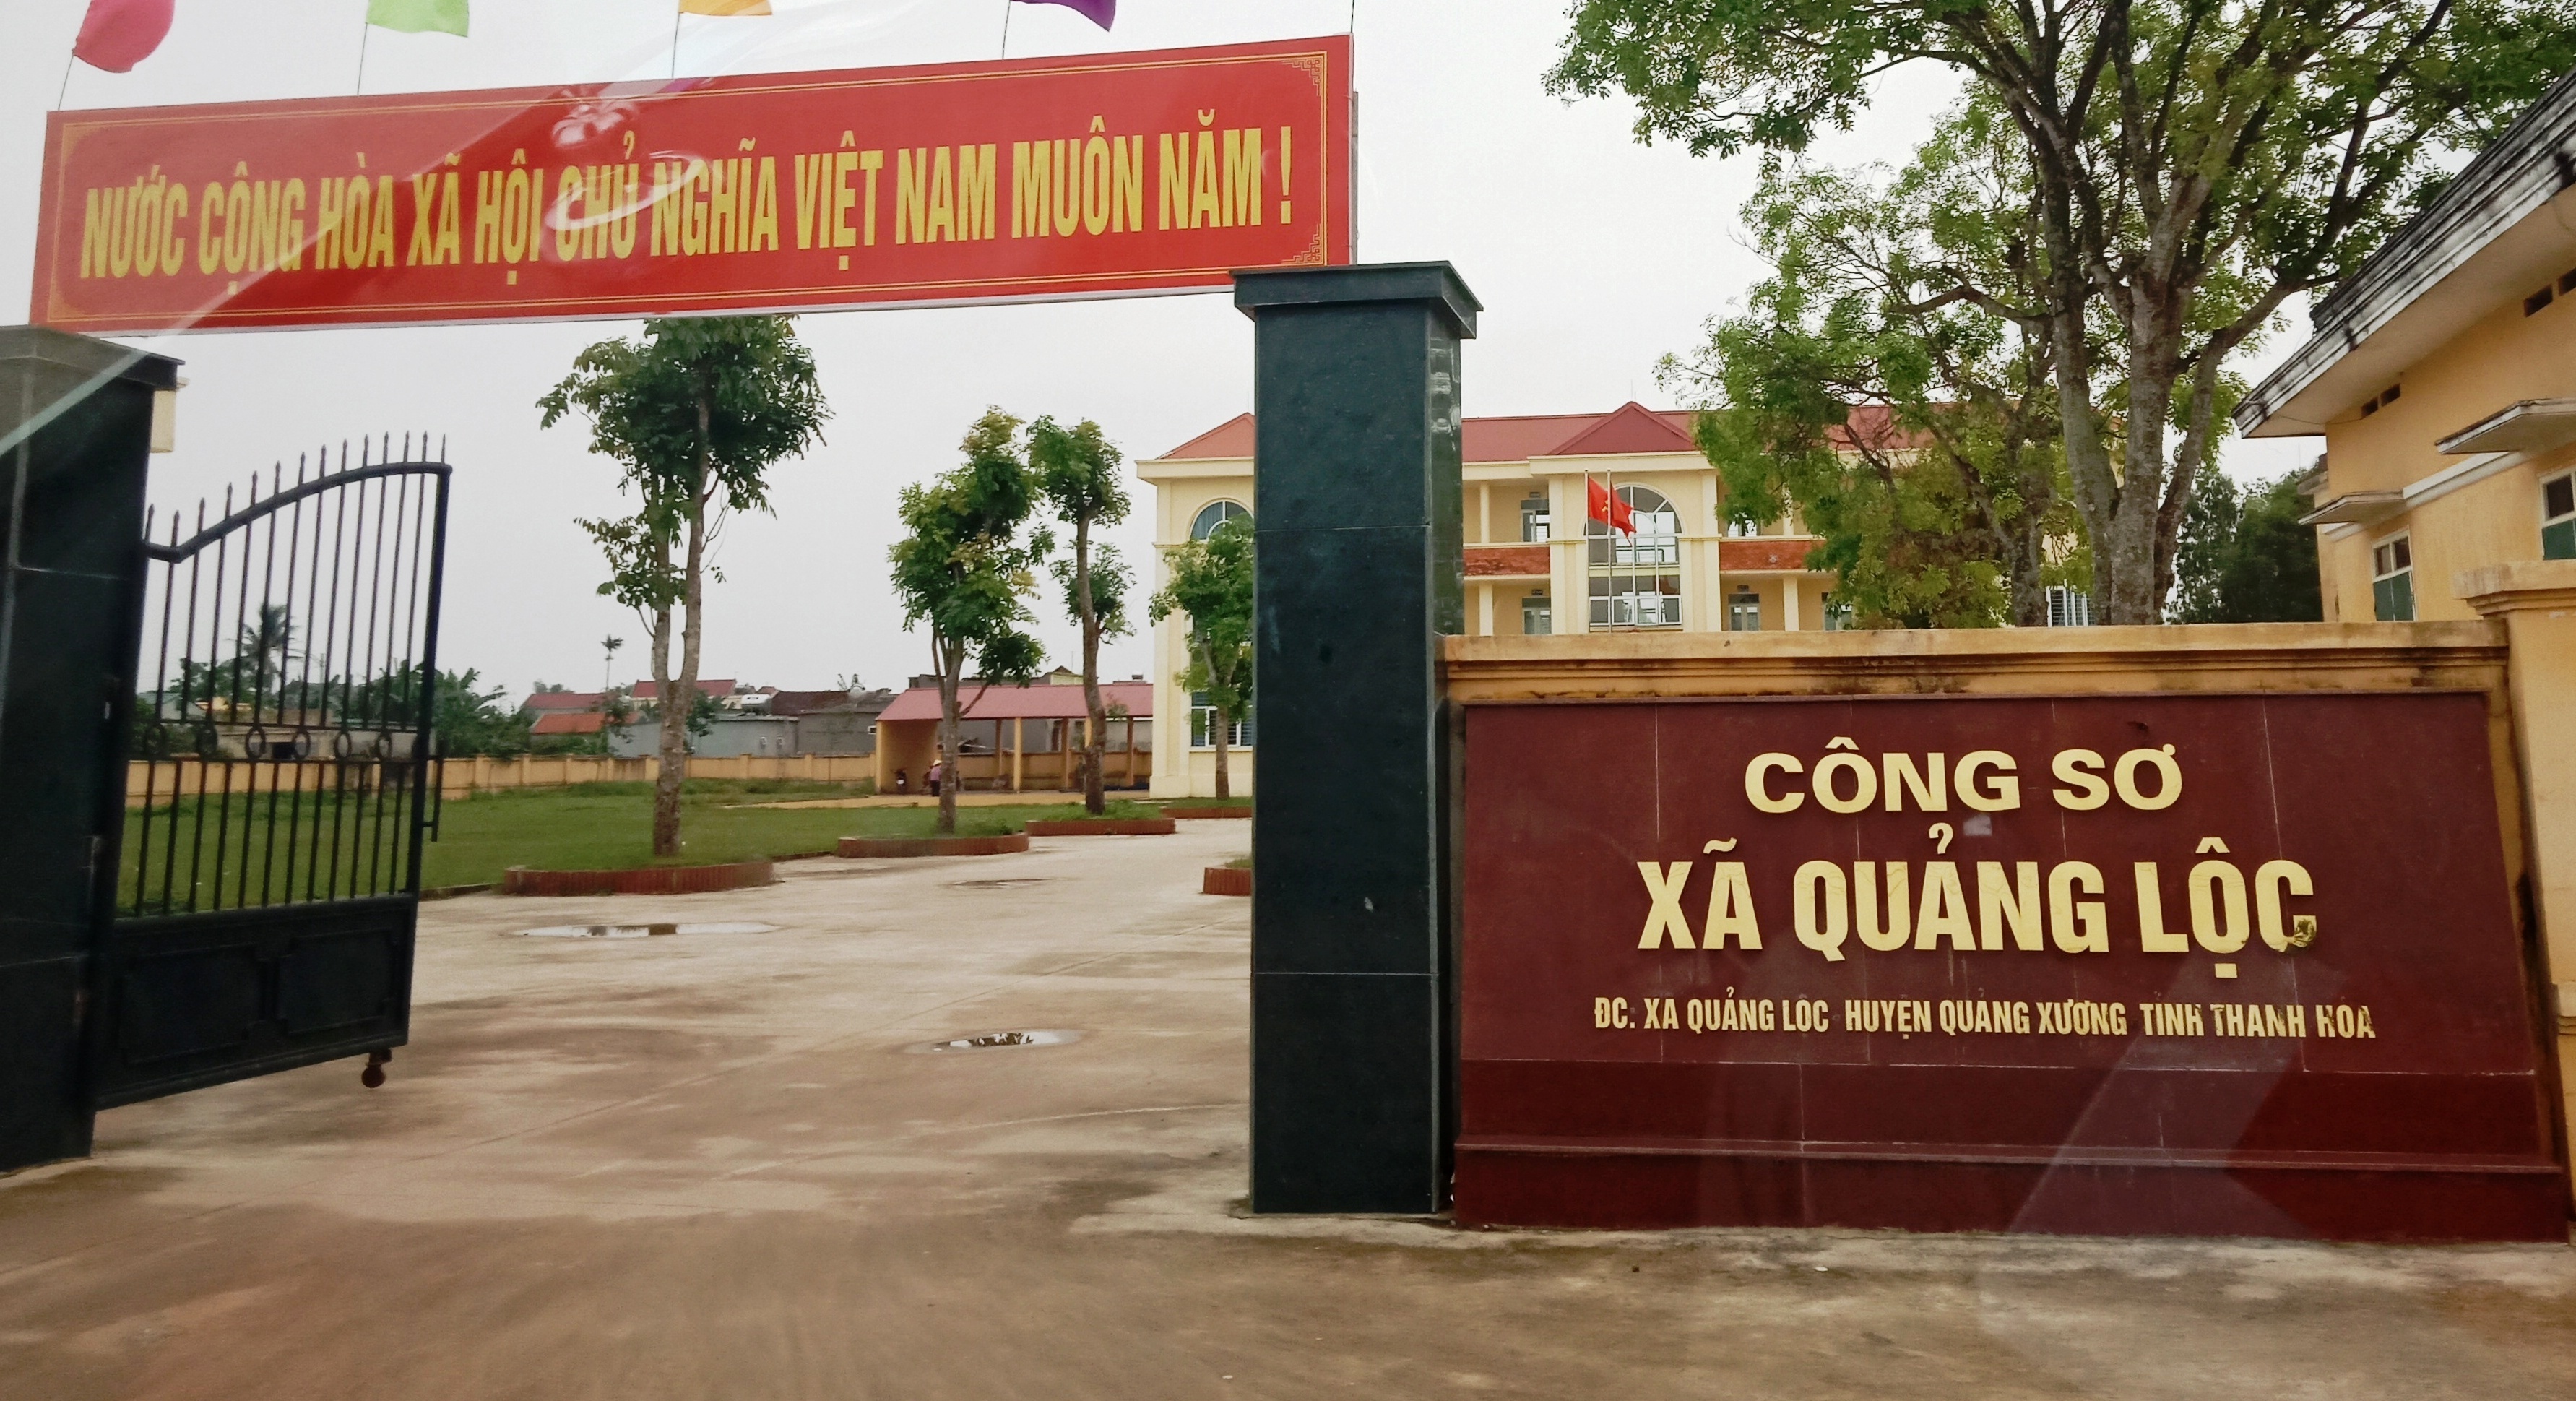 NƯỚC CỘNG HÒA XÃ HỘI CHỦ NGHĨA VIỆT NAM MUÔN NĂM !
CÔNG SƠ
XÃ QUẢNG LỘC
ĐC. XA QUẢNG LOC HUYỆN QUANG XƯƠNG TINH THANH HOA